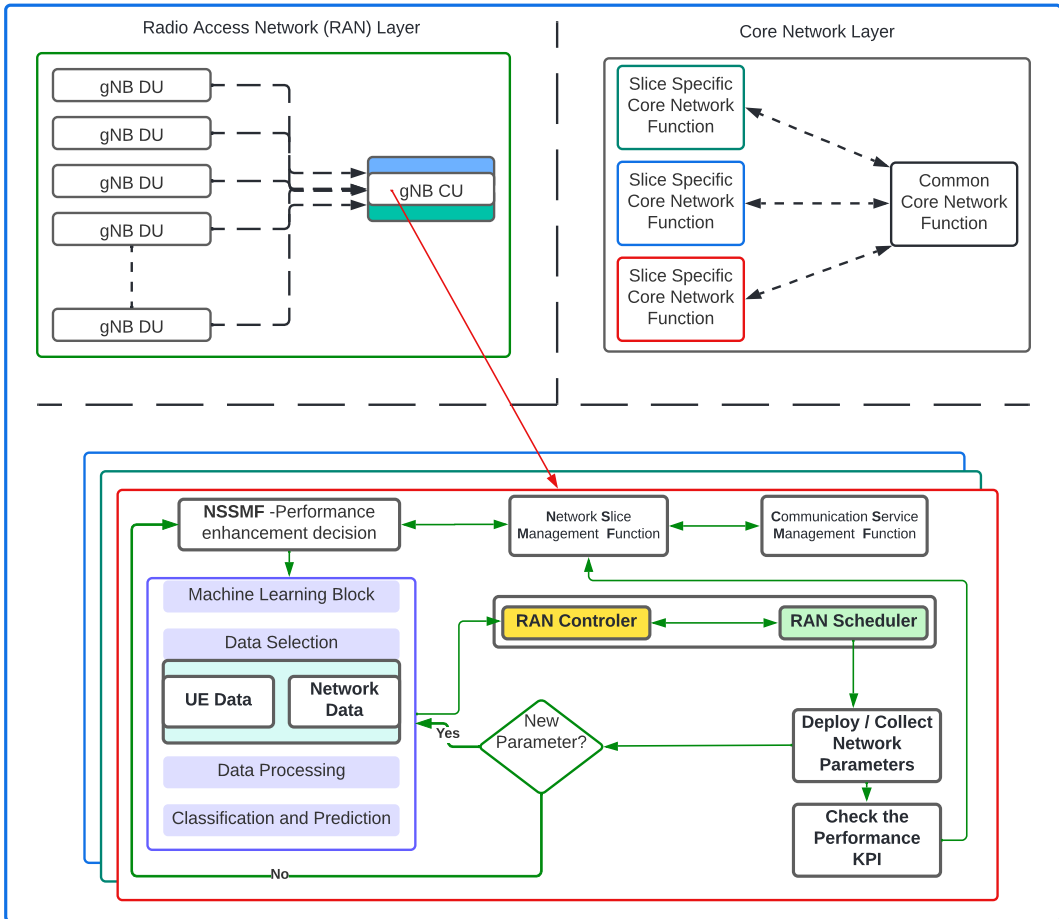 Radio Access Network (RAN) Layer
Core Network Layer
gNB DU
gNB DU
gNB DU
gNB DU
gNB DU
gNB CU
Slice Specific
Core Network
Function
Slice Specific
Core Network
Function
Slice Specific
Core Network
Function
Common
Core Network
Function
NSSMF -Performance
enhancement decision
Network Slice
Management Function
Communication Service
Management Function
Machine Learning Block
Data Selection
UE Data
Network
Data
Data Processing
Classification and Prediction
RAN Controler
RAN Scheduler
New
Parameter?
Yes
No
Deploy / Collect
Network
Parameters
Check the
Performance
KPI